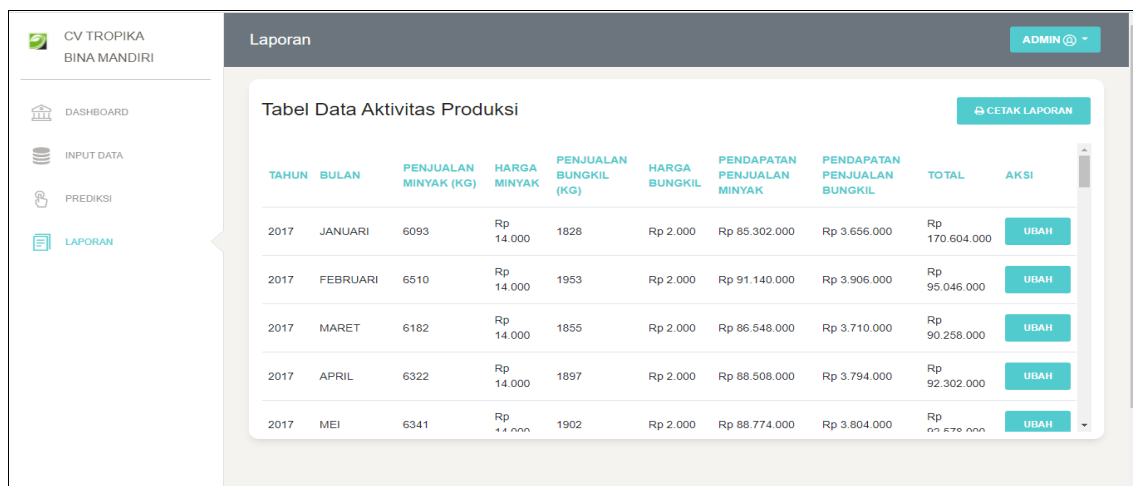 CV TROPIKA
BINA MANDIRI
Laporan
ADMIN
DASHBOARD
INPUT DATA
PREDIKSI
LAPORAN
Tabel Data Aktivitas Produksi
CETAK LAPORAN
TAHUN BULAN PENJUALAN MINYAK (KG) HARGA MINYAK PENJUALAN BUNGKIL (KG) HARGA BUNGKIL PENDAPATAN PENJUALAN MINYAK PENDAPATAN PENJUALAN BUNGKIL TOTAL AKSI
2017 JANUARI 6093 Rp 14.000 1828 Rp 2.000 Rp 85.302.000 Rp 3.656.000 Rp 170.604.000 UBAH
2017 FEBRUARI 6510 Rp 14.000 1953 Rp 2.000 Rp 91.140.000 Rp 3.906.000 Rp 95.046.000 UBAH
2017 MARET 6182 Rp 14.000 1855 Rp 2.000 Rp 86.548.000 Rp 3.710.000 Rp 90.258.000 UBAH
2017 APRIL 6322 Rp 14.000 1897 Rp 2.000 Rp 88.508.000 Rp 3.794.000 Rp 92.302.000 UBAH
2017 MEI 6341 Rp 14.000 1902 Rp 2.000 Rp 88.774.000 Rp 3.804.000 Rp 92.578.000 UBAH